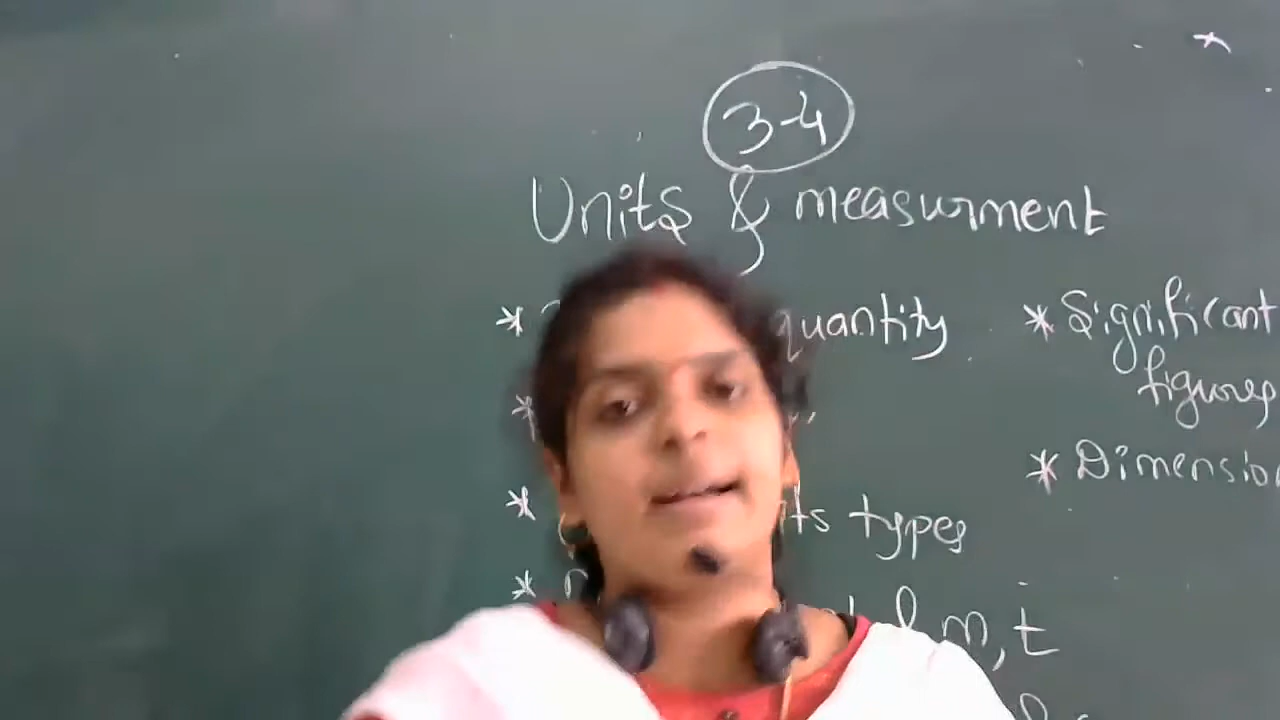 3-4
Units & measurment
* quantity
* Significant
figures
*
* Dimension
* ts types
* l, m, t